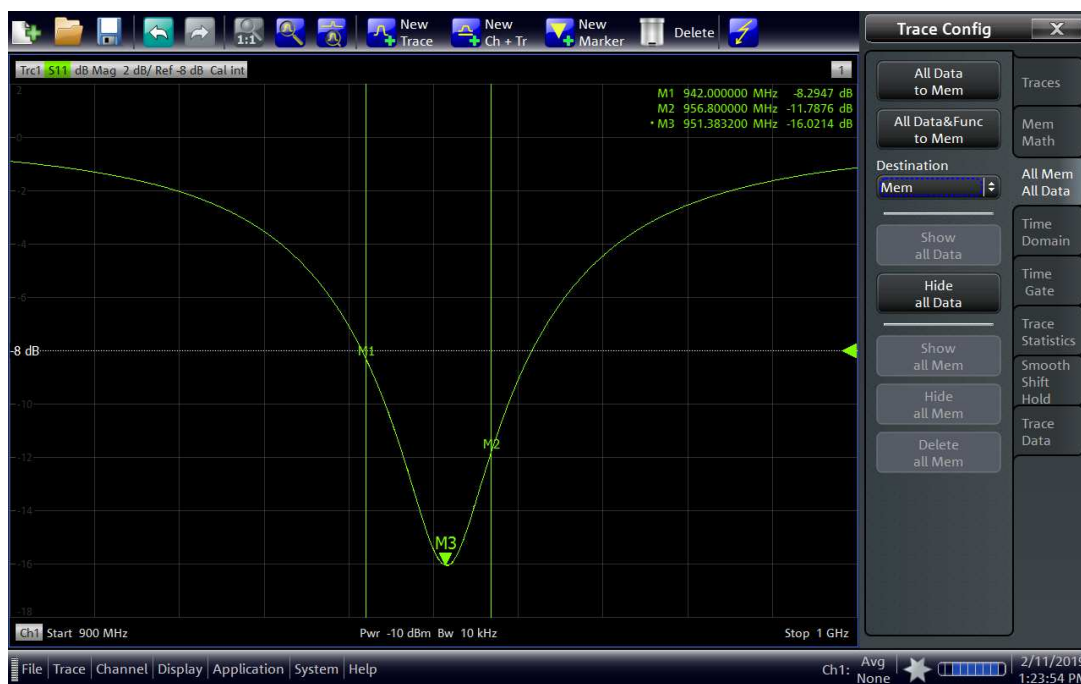 New
Trace
New
Ch + Tr
New
Marker
Delete
1:1
Trace Config
X
Trc1 S11 dB Mag 2 dB/ Ref -8 dB Cal int
1
M1 942.000000 MHz -8.2947 dB
M2 956.800000 MHz -11.7876 dB
• M3 951.383200 MHz -16.0214 dB
2
0
-2
-4
-6
-8 dB
-10
-12
-14
-16
-18
M1
M2
M3
Ch1 Start 900 MHz Pwr -10 dBm Bw 10 kHz Stop 1 GHz
All Data
to Mem
All Data&Func
to Mem
Destination
Mem
Show
all Data
Hide
all Data
Show
all Mem
Hide
all Mem
Delete
all Mem
Traces
Mem
Math
All Mem
All Data
Time
Domain
Time
Gate
Trace
Statistics
Smooth
Shift
Hold
Trace
Data
File Trace Channel Display Application System Help
Ch1: Avg
None
2/11/2019
1:23:54 PM